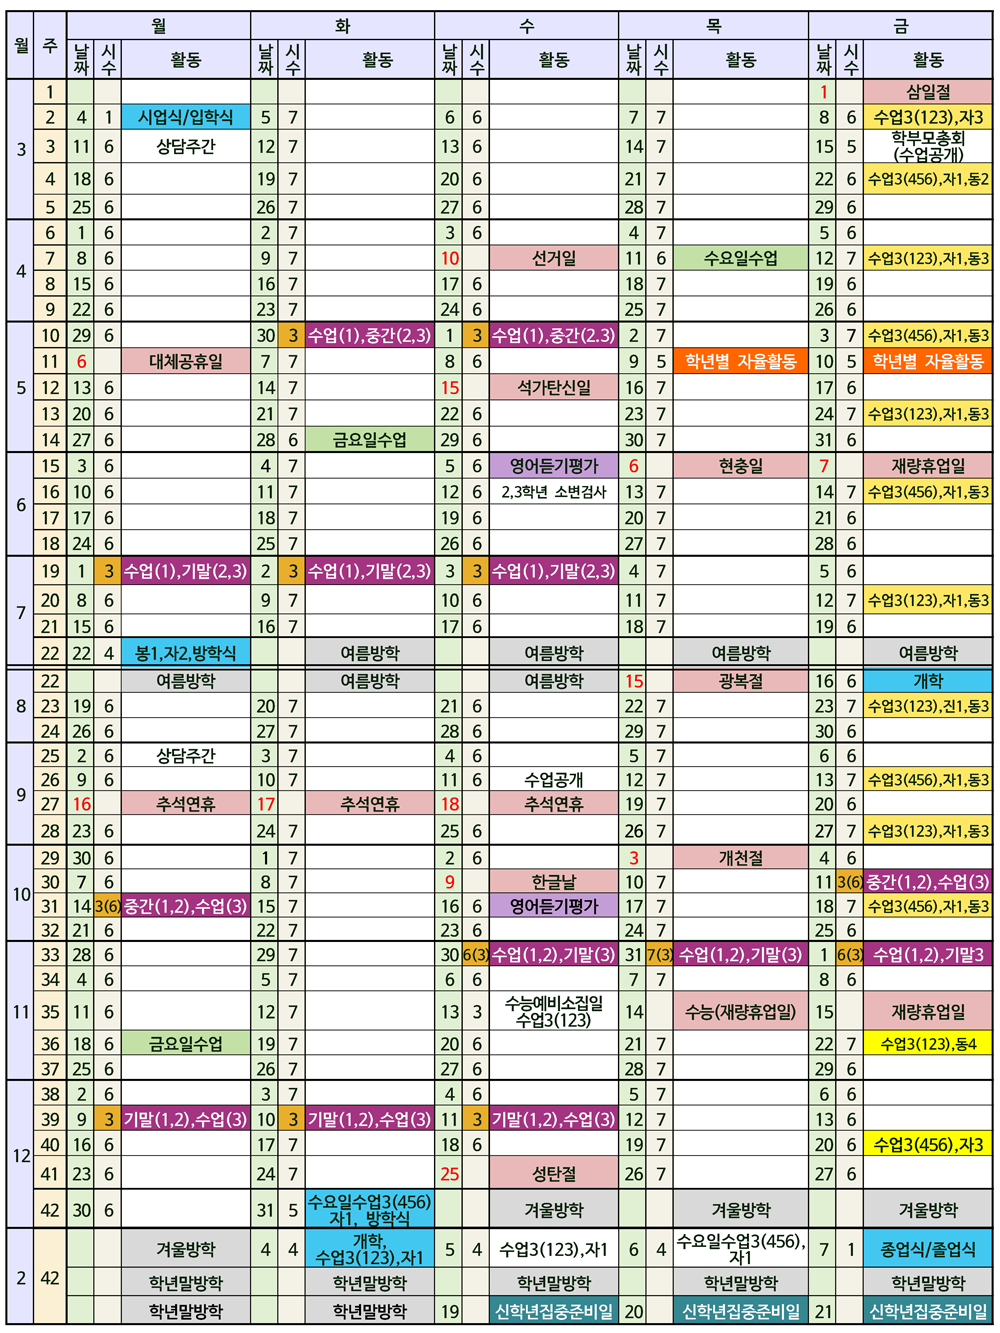 월 주 월 화 수 목 금
날짜 시수 활동 날짜 시수 활동 날짜 시수 활동 날짜 시수 활동 날짜 시수 활동
3
1 1 삼일절
2 4 1 시업식/입학식 5 7 6 6 7 7 8 6 수업3(123),자3
3 11 6 상담주간 12 7 13 6 14 7 15 5 학부모총회
(수업공개)
4 18 6 19 7 20 6 21 7 22 6 수업3(456),자1,동2
5 25 6 26 7 27 6 28 7 29 6
4
6 1 6 2 7 3 6 4 7 5 6
7 8 6 9 7 10 선거일 11 6 수요일수업 12 7 수업3(123),자1,동3
8 15 6 16 7 17 6 18 7 19 6
9 22 6 23 7 24 6 25 7 26 6
5
10 29 6 30 3 수업(1),중간(2,3) 1 3 수업(1),중간(2.3) 2 7 3 7 수업3(456),자1,동3
11 6 대체공휴일 7 7 8 6 9 5 학년별 자율활동 10 5 학년별 자율활동
12 13 6 14 7 15 석가탄신일 16 7 17 6
13 20 6 21 7 22 6 23 7 24 7 수업3(123),자1,동3
14 27 6 28 6 금요일수업 29 6 30 7 31 6
6
15 3 6 4 7 5 6 영어듣기평가 6 현충일 7 재량휴업일
16 10 6 11 7 12 6 2,3학년 소변검사 13 7 14 7 수업3(456),자1,동3
17 17 6 18 7 19 6 20 7 21 6
18 24 6 25 7 26 6 27 7 28 6
7
19 1 3 수업(1),기말(2,3) 2 3 수업(1),기말(2,3) 3 3 수업(1),기말(2,3) 4 7 5 6
20 8 6 9 7 10 6 11 7 12 7 수업3(123),자1,동3
21 15 6 16 7 17 6 18 7 19 6
22 22 4 봉1,자2,방학식 여름방학 여름방학 여름방학 여름방학
8
22 여름방학 여름방학 여름방학 15 광복절 16 6 개학
23 19 6 20 7 21 6 22 7 23 7 수업3(123),진1,동3
24 26 6 27 7 28 6 29 7 30 6
9
25 2 6 상담주간 3 7 4 6 5 7 6 6
26 9 6 10 7 11 6 수업공개 12 7 13 7 수업3(456),자1,동3
27 16 추석연휴 17 추석연휴 18 추석연휴 19 7 20 6
28 23 6 24 7 25 6 26 7 27 7 수업3(123),자1,동3
10
29 30 6 1 7 2 6 3 개천절 4 6
30 7 6 8 7 9 한글날 10 7 11 3(6) 중간(1,2),수업(3)
31 14 3(6) 중간(1,2),수업(3) 15 7 16 6 영어듣기평가 17 7 18 7 수업3(456),자1,동3
32 21 6 22 7 23 6 24 7 25 6
11
33 28 6 29 7 30 6(3) 수업(1,2),기말(3) 31 7(3) 수업(1,2),기말(3) 1 6(3) 수업(1,2),기말3
34 4 6 5 7 6 6 7 7 8 6
35 11 6 12 7 13 3 수능예비소집일
수업3(123) 14 수능(재량휴업일) 15 재량휴업일
36 18 6 금요일수업 19 7 20 6 21 7 22 7 수업3(123),동4
37 25 6 26 7 27 6 28 7 29 6
12
38 2 6 3 7 4 6 5 7 6 6
39 9 3 기말(1,2),수업(3) 10 3 기말(1,2),수업(3) 11 3 기말(1,2),수업(3) 12 7 13 6
40 16 6 17 7 18 6 19 7 20 6 수업3(456),자3
41 23 6 24 7 25 성탄절 26 7 27 6
42 30 6 31 5 수요일수업3(456)
자1, 방학식 겨울방학 겨울방학 겨울방학
2 42
겨울방학 4 4 개학,
수업3(123),자1 5 4 수업3(123),자1 6 4 수요일수업3(456),
자1 7 1 종업식/졸업식
학년말방학 학년말방학 학년말방학 학년말방학 학년말방학
학년말방학 학년말방학 19 신학년집중준비일 20 신학년집중준비일 21 신학년집중준비일